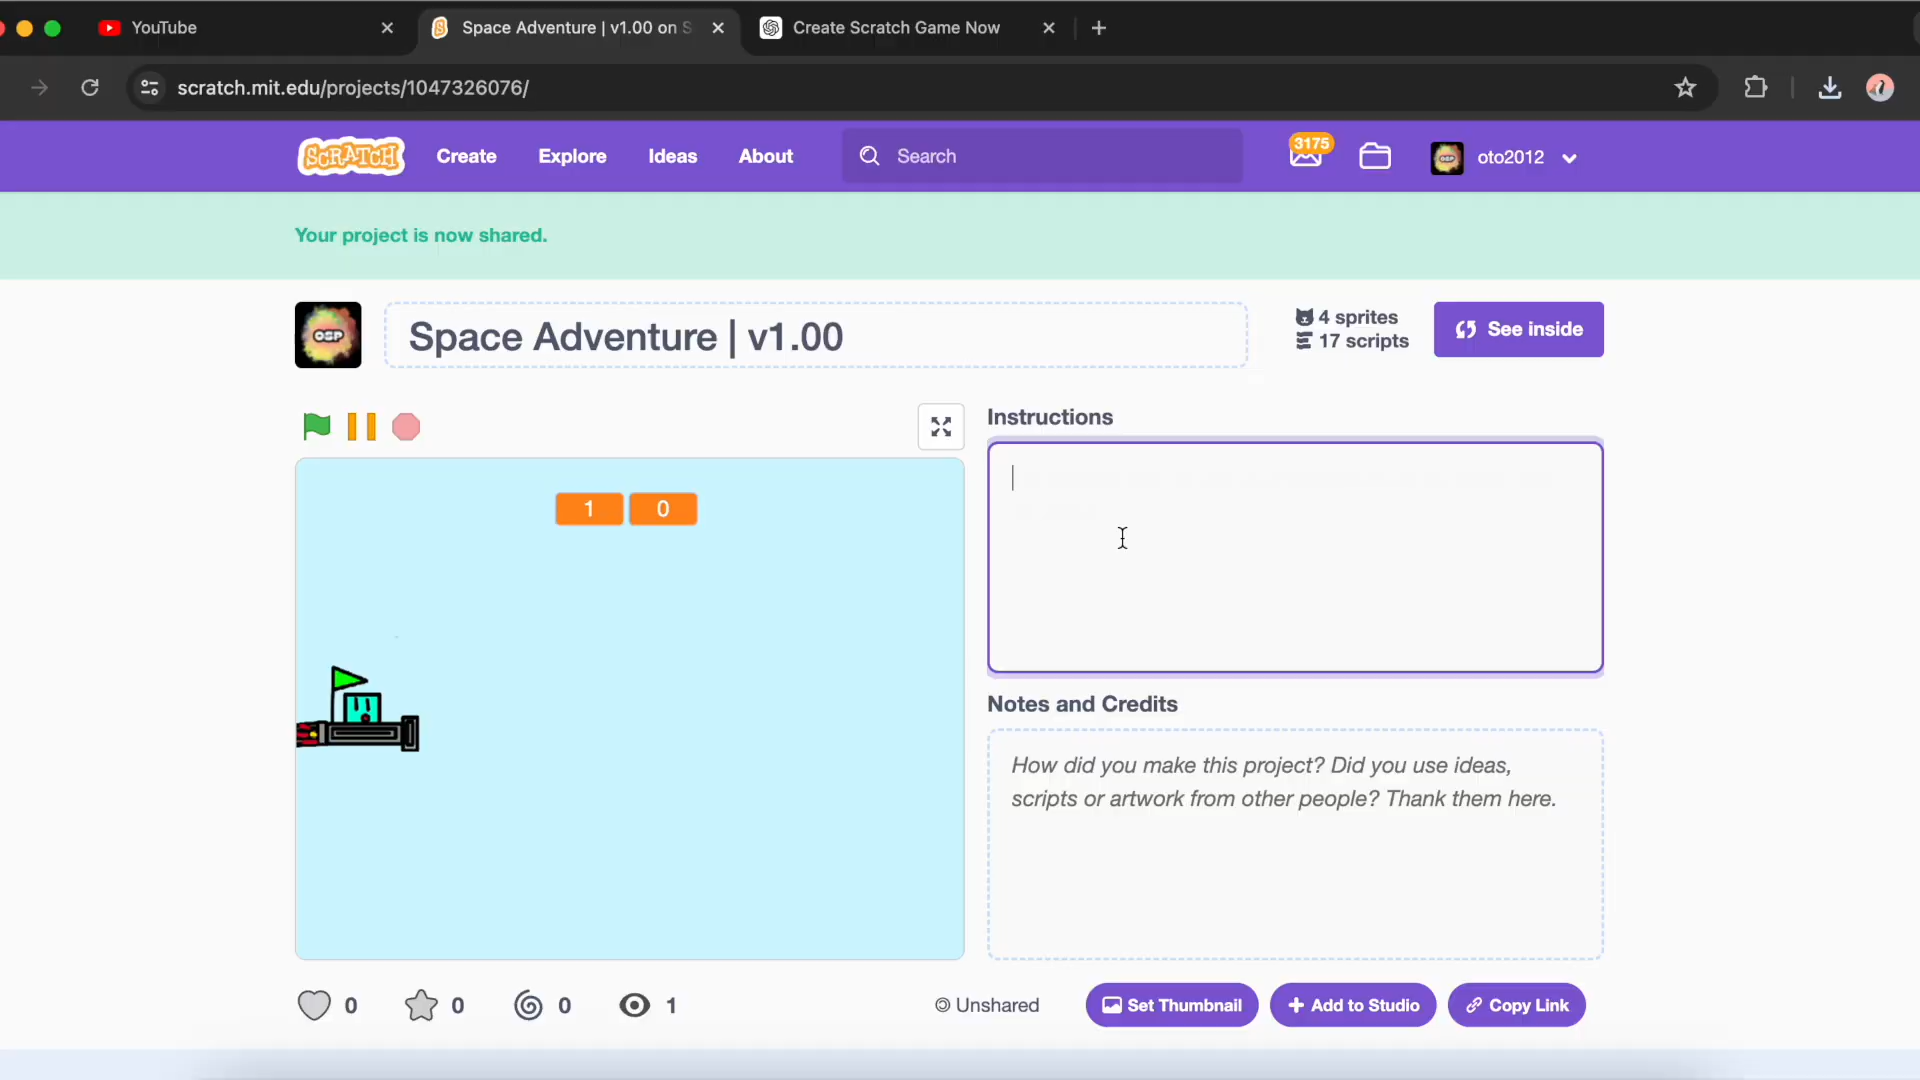 YouTube
Space Adventure | v1.00 on S
Create Scratch Game Now
scratch.mit.edu/projects/1047326076/
SCRATCH
Create
Explore
Ideas
About
Search
3175
OSP
oto2012
Your project is now shared.
OSP
Space Adventure | v1.00
4 sprites
17 scripts
See inside
Instructions
1
0
Notes and Credits
How did you make this project? Did you use ideas,
scripts or artwork from other people? Thank them here.
0
0
0
1
Unshared
Set Thumbnail
Add to Studio
Copy Link